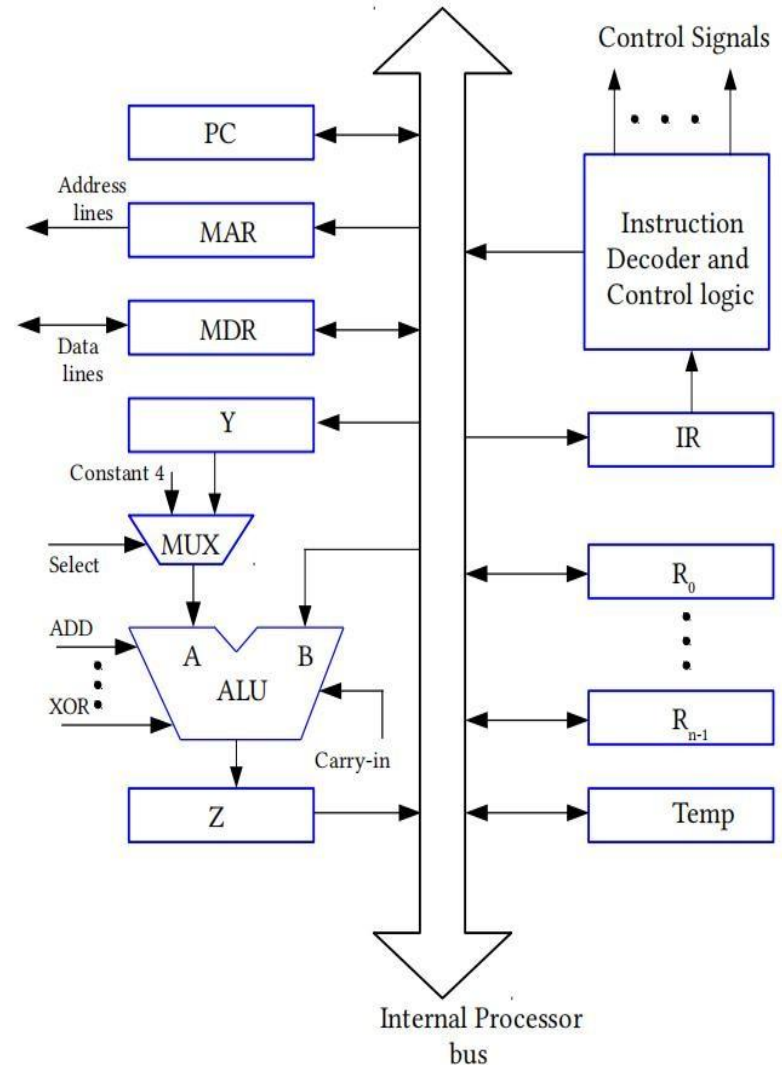 Control Signals
PC
Address
lines
MAR
Instruction
Decoder and
Control logic
MDR
Data
lines
Y
IR
Constant 4
MUX
Select
R0
ADD
A
B
ALU
XOR
Rn-1
Carry-in
Z
Temp
Internal Processor
bus